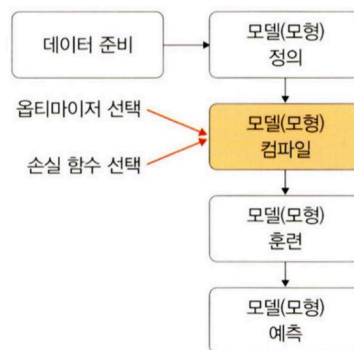 데이터 준비
모델(모형)
정의
옵티마이저 선택
손실 함수 선택
모델(모형)
컴파일
모델(모형)
훈련
모델(모형)
예측